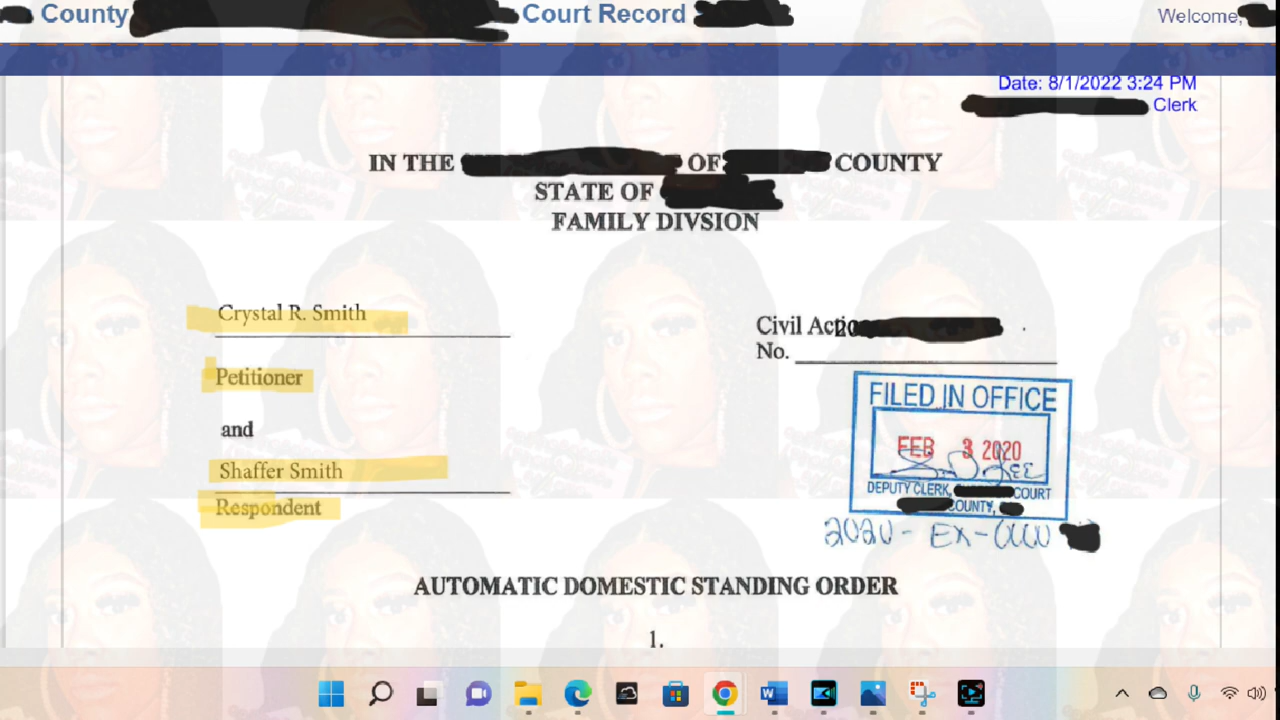 County Court Record Welcome,
Date: 8/1/2022 3:24 PM
Clerk
IN THE OF COUNTY
STATE OF
FAMILY DIVSION
Crystal R. Smith
Civil Acti
No.
Petitioner
and
Shaffer Smith
Respondent
FILED IN OFFICE
FEB 3 2020
DEPUTY CLERK, COURT
COUNTY,
2020 - Ex-
AUTOMATIC DOMESTIC STANDING ORDER
1.